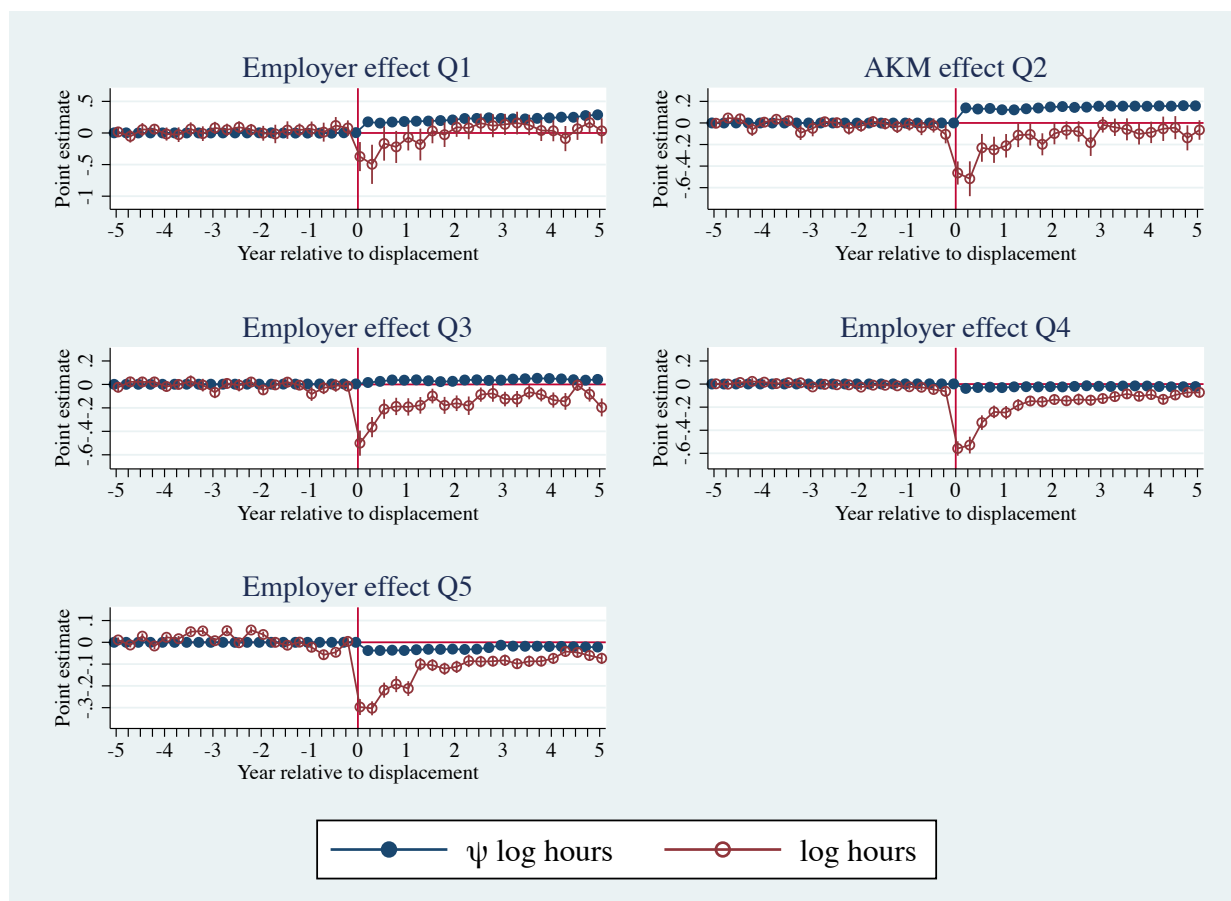 Employer effect Q1
Point estimate
.5
0
-.5
-1
-5 -4 -3 -2 -1 0 1 2 3 4 5
Year relative to displacement
AKM effect Q2
Point estimate
.2
0
-.2
-.4
-.6
-5 -4 -3 -2 -1 0 1 2 3 4 5
Year relative to displacement
Employer effect Q3
Point estimate
.2
0
-.2
-.4
-.6
-5 -4 -3 -2 -1 0 1 2 3 4 5
Year relative to displacement
Employer effect Q4
Point estimate
.2
0
-.2
-.4
-.6
-5 -4 -3 -2 -1 0 1 2 3 4 5
Year relative to displacement
Employer effect Q5
Point estimate
.1
0
-.1
-.2
-.3
-5 -4 -3 -2 -1 0 1 2 3 4 5
Year relative to displacement
ψ log hours
log hours